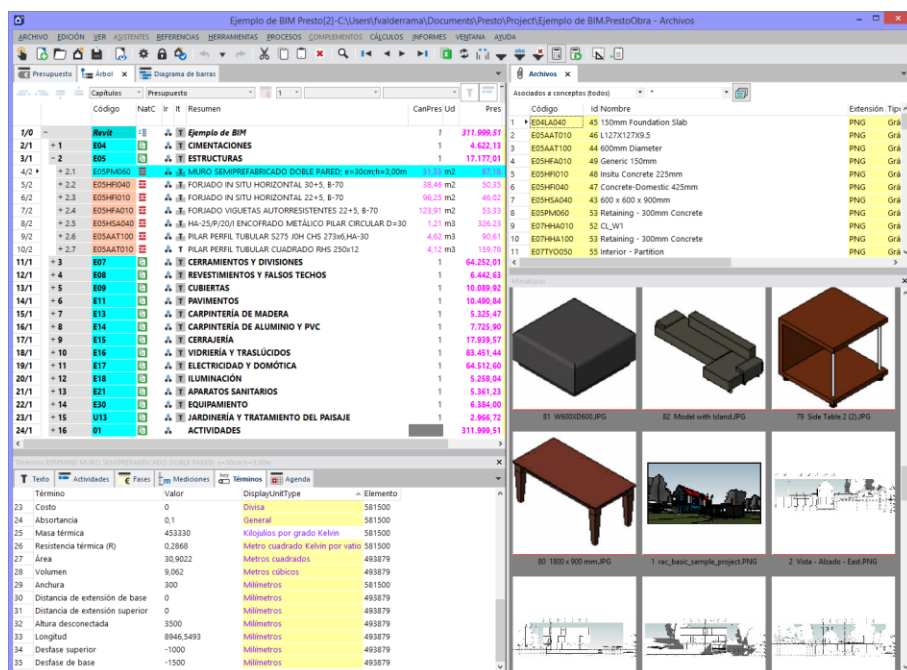 Ejemplo de BIM Presto[2]-C:\Users\fvalderrama\Documents\Presto\Project\Ejemplo de BIM.PrestoObra - Archivos
ARCHIVO EDICIÓN VER ASISTENTES REFERENCIAS HERRAMIENTAS PROCESOS COMPLEMENTOS CÁLCULOS INFORMES VENTANA AYUDA
Presupuesto Árbol x Diagrama de barras
Capítulos Presupuesto 1
Código NatC Ir It Resumen CanPres Ud Pres
1/0 − Revit T Ejemplo de BIM 1 311.999,51
2/1 + 1 E04 T CIMENTACIONES 1 4.622,13
3/1 − 2 E05 T ESTRUCTURAS 1 17.177,01
4/2 + 2.1 E05PM060 MURO SEMIPREFABRICADO DOBLE PARED; e=30cm;h=3,00m 31,33 m2 87,18
5/2 + 2.2 E05HFI040 FORJADO IN SITU HORIZONTAL 30+5, B-70 38,46 m2 50,35
6/2 + 2.3 E05HFI010 FORJADO IN SITU HORIZONTAL 22+5, B-70 96,25 m2 46,02
7/2 + 2.4 E05HFA010 FORJADO VIGUETAS AUTORRESISTENTES 22+5, B-70 123,91 m2 53,33
8/2 + 2.5 E05HSA040 HA-25/P/20/I ENCOFRADO METÁLICO PILAR CIRCULAR D=30 1,21 m3 326,23
9/2 + 2.6 E05AAT100 PILAR PERFIL TUBULAR S275 JOH CHS 273x6,HA-30 4,62 m 90,61
10/2 + 2.7 E05AAT010 T PILAR PERFIL TUBULAR CUADRADO RHS 250x12 4,12 m 159,78
11/1 + 3 E07 T CERRAMIENTOS Y DIVISIONES 1 64.252,01
12/1 + 4 E08 T REVESTIMIENTOS Y FALSOS TECHOS 1 6.442,63
13/1 + 5 E09 T CUBIERTAS 1 10.089,92
14/1 + 6 E11 T PAVIMENTOS 1 10.490,84
15/1 + 7 E13 T CARPINTERÍA DE MADERA 1 5.325,47
16/1 + 8 E14 T CARPINTERÍA DE ALUMINIO Y PVC 1 7.725,90
17/1 + 9 E15 T CERRAJERÍA 1 17.939,57
18/1 + 10 E16 T VIDRIERÍA Y TRASLÚCIDOS 1 83.451,44
19/1 + 11 E17 T ELECTRICIDAD Y DOMÓTICA 1 64.512,60
20/1 + 12 E18 T ILUMINACIÓN 1 5.258,04
21/1 + 13 E21 T APARATOS SANITARIOS 1 5.361,23
22/1 + 14 E30 T EQUIPAMIENTO 1 6.384,00
23/1 + 15 U13 T JARDINERÍA Y TRATAMIENTO DEL PAISAJE 1 2.966,72
24/1 + 16 01 ACTIVIDADES 311.999,51
Términos E05PM060 MURO SEMIPREFABRICADO DOBLE PARED; e=30cm;h=3,00m
Texto Actividades Fases Mediciones Términos Agenda
Término Valor DisplayUnitType Elemento
23 Costo 0 Divisa 581500
24 Absortancia 0,1 General 581500
25 Masa térmica 453330 Kilojulios por grado Kelvin 581500
26 Resistencia térmica (R) 0,2868 Metro cuadrado Kelvin por vatio 581500
27 Área 30,9022 Metros cuadrados 493879
28 Volumen 9,062 Metros cúbicos 493879
29 Anchura 300 Milímetros 581500
30 Distancia de extensión de base 0 Milímetros 493879
31 Distancia de extensión superior 0 Milímetros 493879
32 Altura desconectada 3500 Milímetros 493879
33 Longitud 8946,5493 Milímetros 493879
34 Desfase superior -1000 Milímetros 493879
35 Desfase de base -1500 Milímetros 493879
Archivos x
Asociados a conceptos (todos) *
Código Id Nombre Extensión Tipo
1 E04LA040 45 150mm Foundation Slab PNG Grá
2 E05AAT010 46 L127X127X9.5 PNG Grá
3 E05AAT100 44 600mm Diameter PNG Grá
4 E05HFA010 49 Generic 150mm PNG Grá
5 E05HFI010 48 Insitu Concrete 225mm PNG Grá
6 E05HFI040 47 Concrete-Domestic 425mm PNG Grá
7 E05HSA040 43 600 x 600 x 900mm PNG Grá
8 E05PM060 53 Retaining - 300mm Concrete PNG Grá
9 E07HHA010 52 CL_W1 PNG Grá
10 E07HHA100 53 Retaining - 300mm Concrete PNG Grá
11 E07TYO050 55 Interior - Partition PNG Grá
Miniaturas
81 W600XD600.JPG 82 Model with Island.JPG 79 Side Table 2 (2).JPG
80 1800 x 900 mm.JPG 1 rac_basic_sample_project.PNG 2 Vista - Alzado - East.PNG